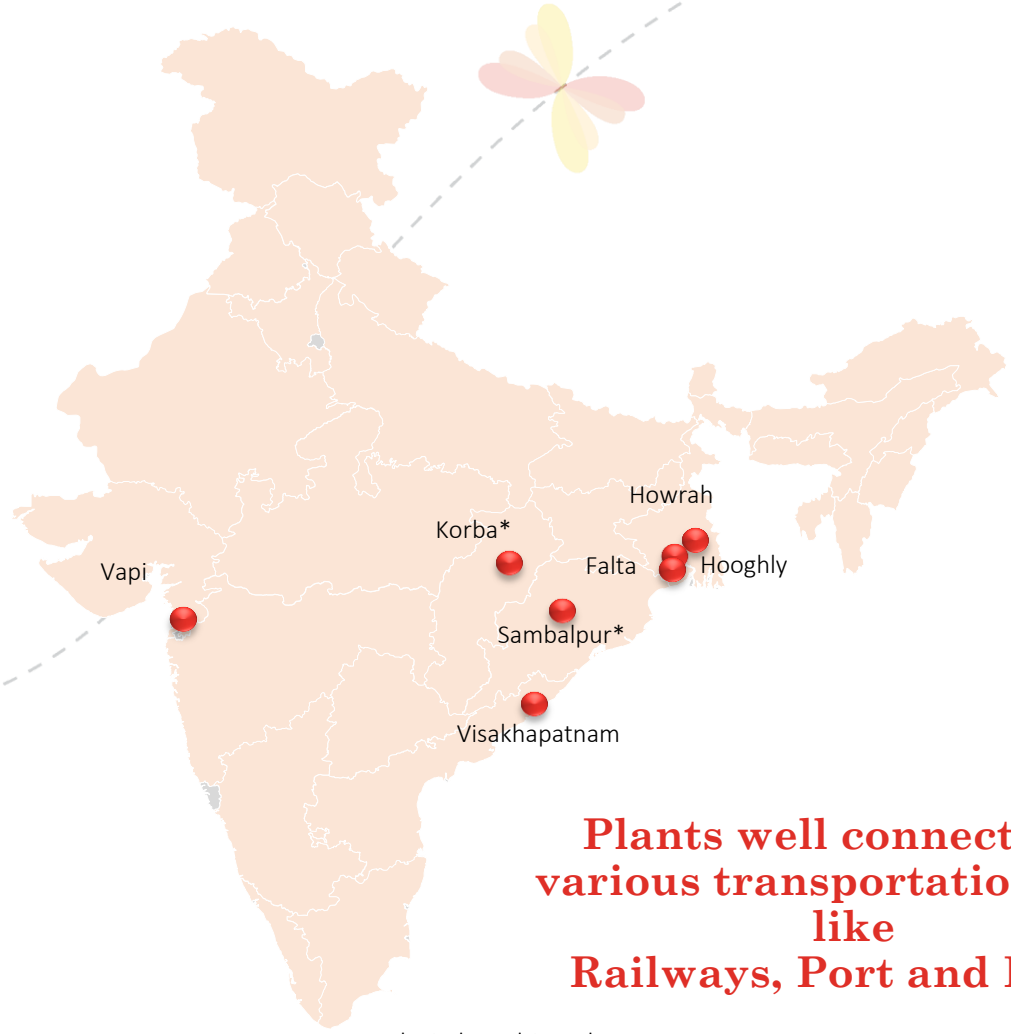 Howrah
Korba*
Vapi
Falta
Hooghly
Sambalpur*
Visakhapatnam
Plants well connect
various transportatio
like
Railways, Port and